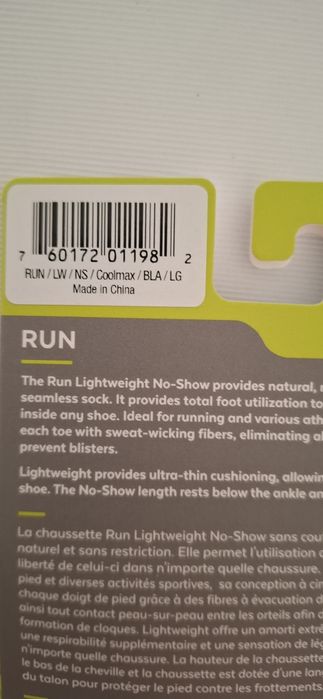 7 60172 01198 2
RUN / LW / NS / Coolmax / BLA / LG
Made in China
RUN
The Run Lightweight No-Show provides natural,
seamless sock. It provides total foot utilization to
inside any shoe. Ideal for running and various ath
each toe with sweat-wicking fibers, eliminating al
prevent blisters.
Lightweight provides ultra-thin cushioning, allowin
shoe. The No-Show length rests below the ankle an
La chaussette Run Lightweight No-Show sans cou
naturel et sans restriction. Elle permet l'utilisation c
liberté de celui-ci dans n'importe quelle chaussure.
pied et diverses activités sportives, sa conception à cin
chaque doigt de pied grâce à des fibres à évacuation d
ainsi tout contact peau-sur-peau entre les orteils afin d
formation de cloques. Lightweight offre un amorti extrê
une respirabilité supplémentaire et une sensation de lég
n'importe quelle chaussure. La hauteur de la chaussette
le bas de la cheville et la chaussette est dotée d'une lan
du talon pour protéger le pied contre les frottements